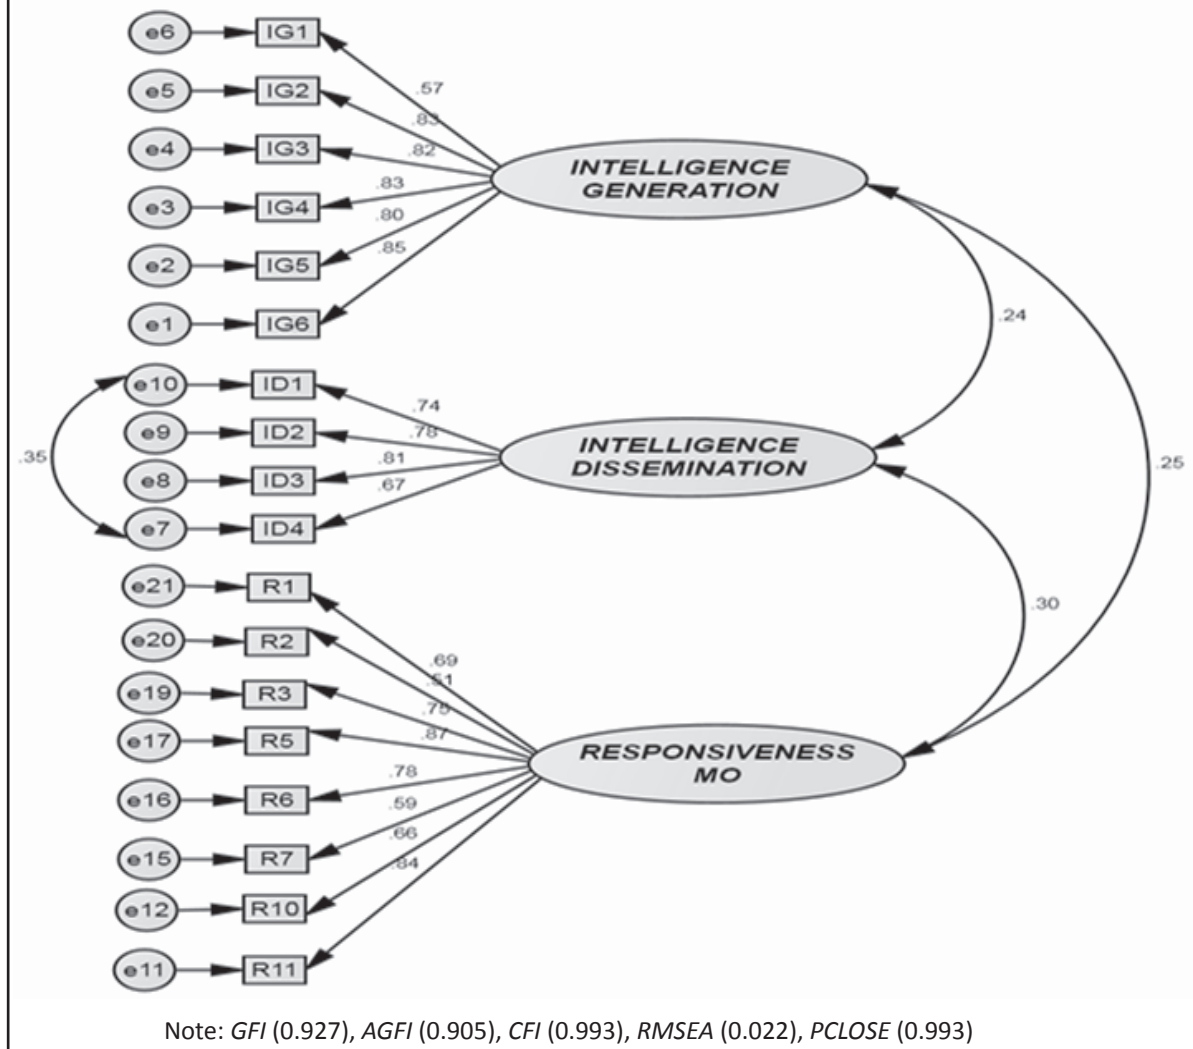 e6 IG1
.57
e5 IG2
.83
e4 IG3
.82
INTELLIGENCE
GENERATION
.83
e3 IG4
.80
.85
e2 IG5
e1 IG6
.24
e10 ID1
.74
e9 ID2
.78
INTELLIGENCE
DISSEMINATION
.35
.81
e8 ID3
.67
.25
e7 ID4
e21 R1
.30
e20 R2
.69
.51
e19 R3
.75
.87
e17 R5
RESPONSIVENESS
MO
.78
e16 R6
.59
.66
e15 R7
.84
e12 R10
e11 R11
Note: GFI (0.927), AGFI (0.905), CFI (0.993), RMSEA (0.022), PCLOSE (0.993)